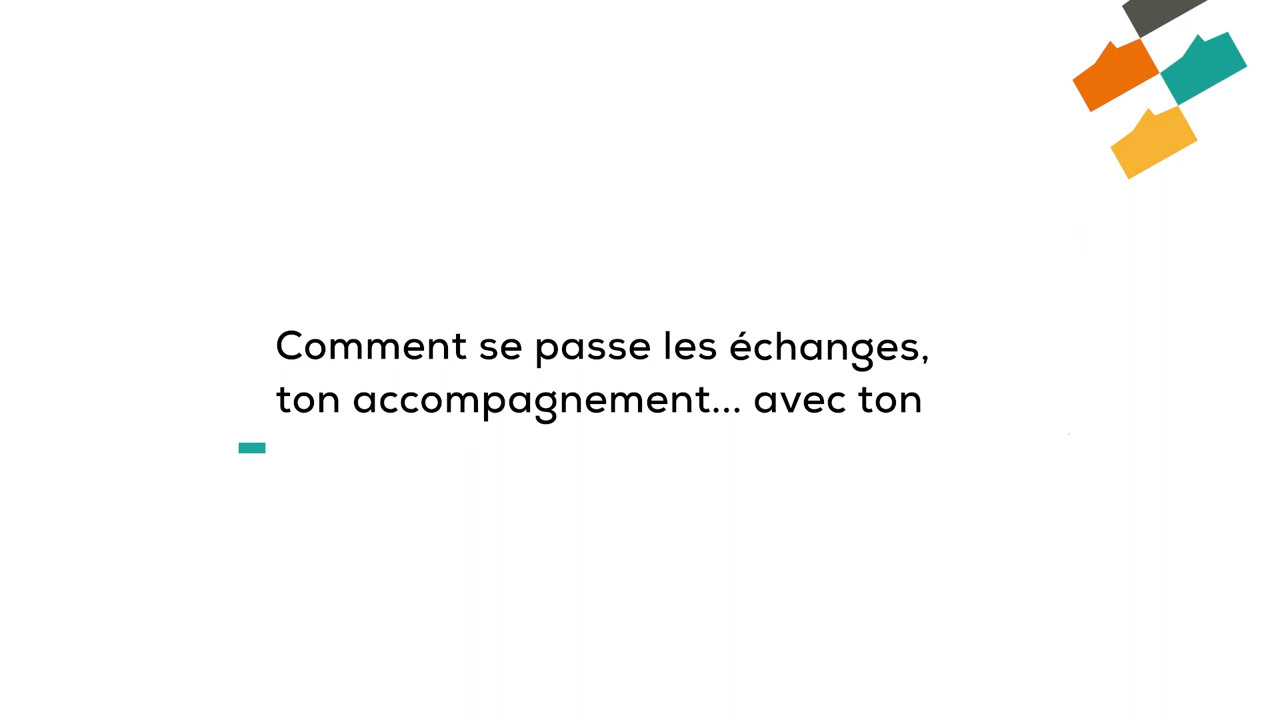 Comment se passe les échanges,
ton accompagnement... avec ton